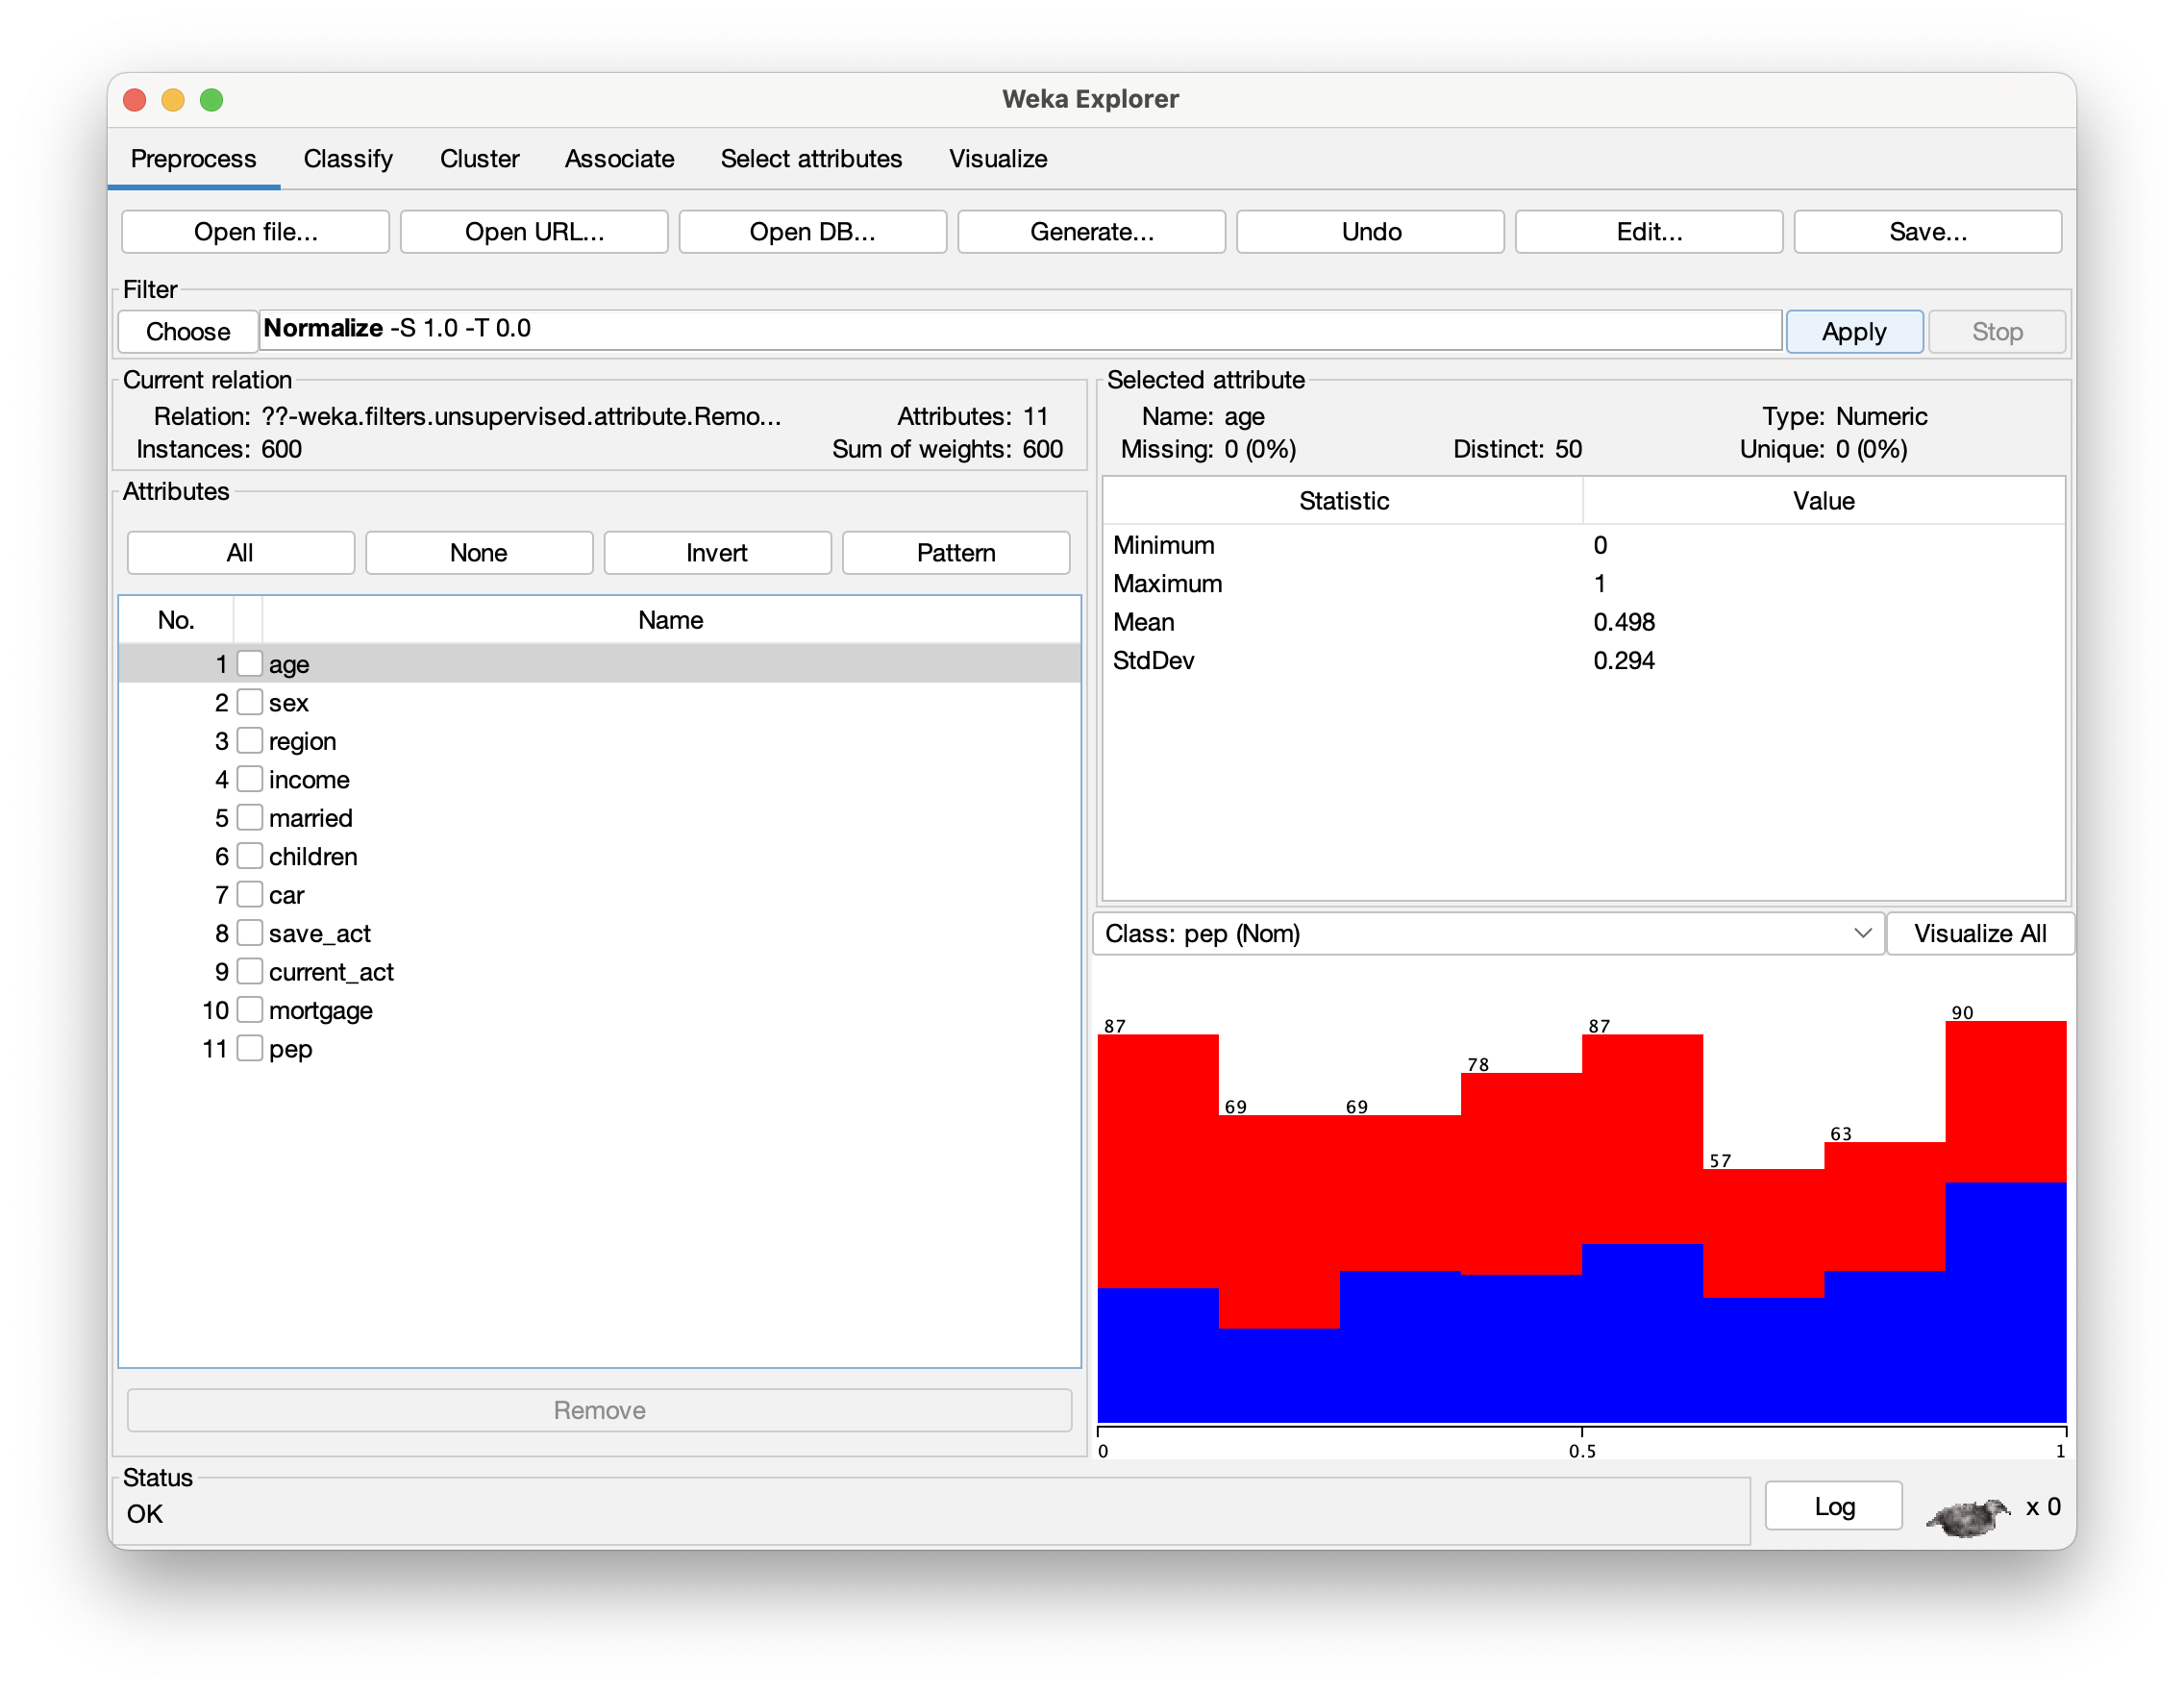 Weka Explorer
Preprocess Classify Cluster Associate Select attributes Visualize
Open file... Open URL... Open DB... Generate... Undo Edit... Save...
Filter
Choose Normalize -S 1.0 -T 0.0 Apply Stop
Current relation
Relation: ??-weka.filters.unsupervised.attribute.Remo... Attributes: 11
Instances: 600 Sum of weights: 600
Attributes
All None Invert Pattern
No. Name
1 age
2 sex
3 region
4 income
5 married
6 children
7 car
8 save_act
9 current_act
10 mortgage
11 pep
Remove
Selected attribute
Name: age Type: Numeric
Missing: 0 (0%) Distinct: 50 Unique: 0 (0%)
Statistic Value
Minimum 0
Maximum 1
Mean 0.498
StdDev 0.294
Class: pep (Nom) Visualize All
87 69 69 78 87 57 63 90
0 0.5 1
Status
OK
Log x 0